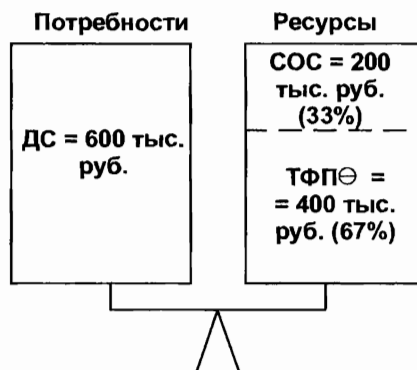 Потребности
Ресурсы
ДС = 600 тыс.
руб.
СОС = 200
тыс. руб.
(33%)
ТФП⊖ =
= 400 тыс.
руб. (67%)